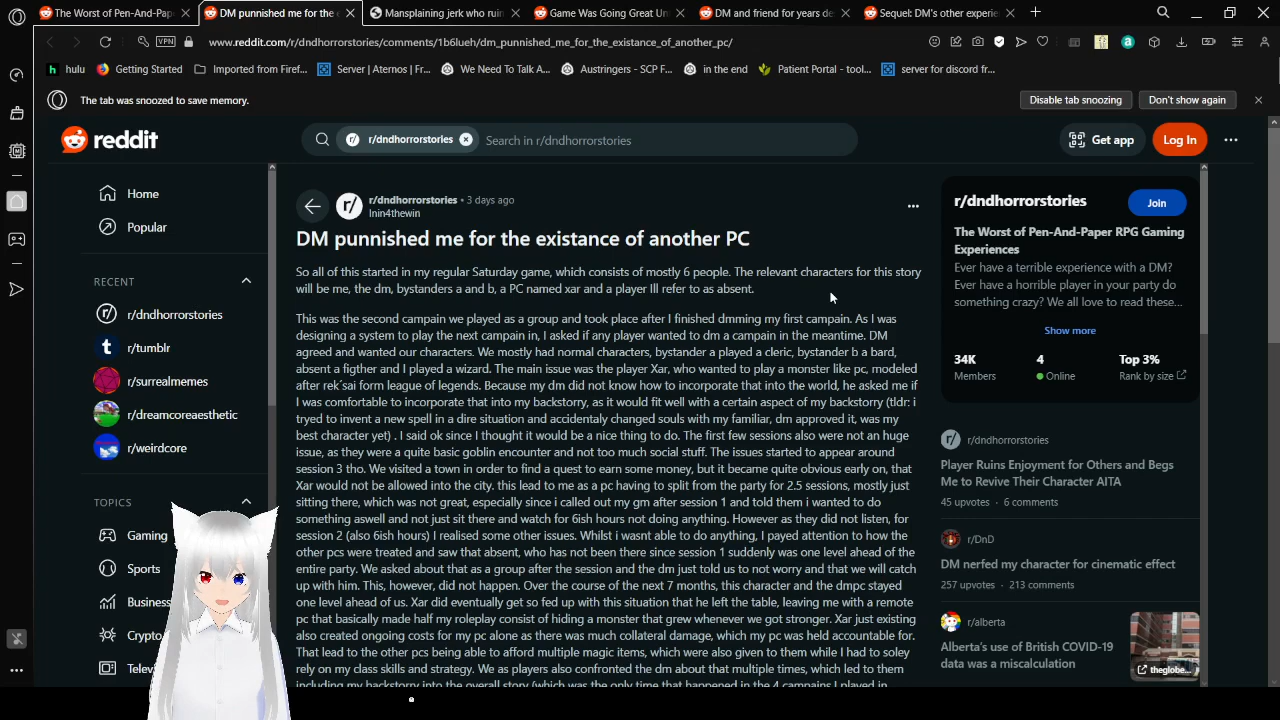 The Worst of Pen-And-Paper
DM punnished me for the e
Mansplaining jerk who ruin
Game Was Going Great Un
DM and friend for years de
Sequel: DM's other experie
VPN
www.reddit.com/r/dndhorrorstories/comments/1b6lueh/dm_punnished_me_for_the_existance_of_another_pc/
hulu
Getting Started
Imported from Firef...
Server | Aternos | Fr...
We Need To Talk A...
Austringers - SCP F...
in the end
Patient Portal - tool...
server for discord fr...
The tab was snoozed to save memory.
Disable tab snoozing
Don't show again
reddit
r/dndhorrorstories
Search in r/dndhorrorstories
Get app
Log In
Home
Popular
RECENT
r/dndhorrorstories
r/tumblr
r/surrealmemes
r/dreamcoreaesthetic
r/weirdcore
TOPICS
Gaming
Sports
Business
Crypto
Telev
r/dndhorrorstories • 3 days ago
Inin4thewin
DM punnished me for the existance of another PC
So all of this started in my regular Saturday game, which consists of mostly 6 people. The relevant characters for this story
will be me, the dm, bystanders a and b, a PC named xar and a player Ill refer to as absent.
This was the second campain we played as a group and took place after I finished dmming my first campain. As I was
designing a system to play the next campain in, I asked if any player wanted to dm a campain in the meantime. DM
agreed and wanted our characters. We mostly had normal characters, bystander a played a cleric, bystander b a bard,
absent a figther and I played a wizard. The main issue was the player Xar, who wanted to play a monster like pc, modeled
after rek´sai form league of legends. Because my dm did not know how to incorporate that into the world, he asked me if
I was comfortable to incorporate that into my backstory, as it would fit well with a certain aspect of my backstory (tldr: i
tryed to invent a new spell in a dire situation and accidentaly changed souls with my familiar, dm approved it, was my
best character yet) . I said ok since I thought it would be a nice thing to do. The first few sessions also were not an huge
issue, as they were a quite basic goblin encounter and not too much social stuff. The issues started to appear around
session 3 tho. We visited a town in order to find a quest to earn some money, but it became quite obvious early on, that
Xar would not be allowed into the city. this lead to me as a pc having to split from the party for 2.5 sessions, mostly just
sitting there, which was not great, especially since i called out my gm after session 1 and told them i wanted to do
something aswell and not just sit there and watch for 6ish hours not doing anything. However as they did not listen, for
session 2 (also 6ish hours) I realised some other issues. Whilst i wasnt able to do anything, I payed attention to how the
other pcs were treated and saw that absent, who has not been there since session 1 suddenly was one level ahead of the
entire party. We asked about that as a group after the session and the dm just told us to not worry and that we will catch
up with him. This, however, did not happen. Over the course of the next 7 months, this character and the dmpc stayed
one level ahead of us. Xar did eventually get so fed up with this situation that he left the table, leaving me with a remote
pc that basically made half my roleplay consist of hiding a monster that grew whenever we got stronger. Xar just existing
also created ongoing costs for my pc alone as there was much collateral damage, which my pc was held accountable for.
That lead to the other pcs being able to afford multiple magic items, which were also given to them while I had to soley
rely on my class skills and strategy. We as players also confronted the dm about that multiple times, which led to them
including my backstory into the overall story (which was the only time that happened in the 4 campains I played in
r/dndhorrorstories
Join
The Worst of Pen-And-Paper RPG Gaming
Experiences
Ever have a terrible experience with a DM?
Ever have a horrible player in your party do
something crazy? We all love to read these...
Show more
34K
Members
4
Online
Top 3%
Rank by size
r/dndhorrorstories
Player Ruins Enjoyment for Others and Begs
Me to Revive Their Character AITA
45 upvotes • 6 comments
r/DnD
DM nerfed my character for cinematic effect
257 upvotes • 213 comments
r/alberta
Alberta's use of British COVID-19
data was a miscalculation
theglobe...